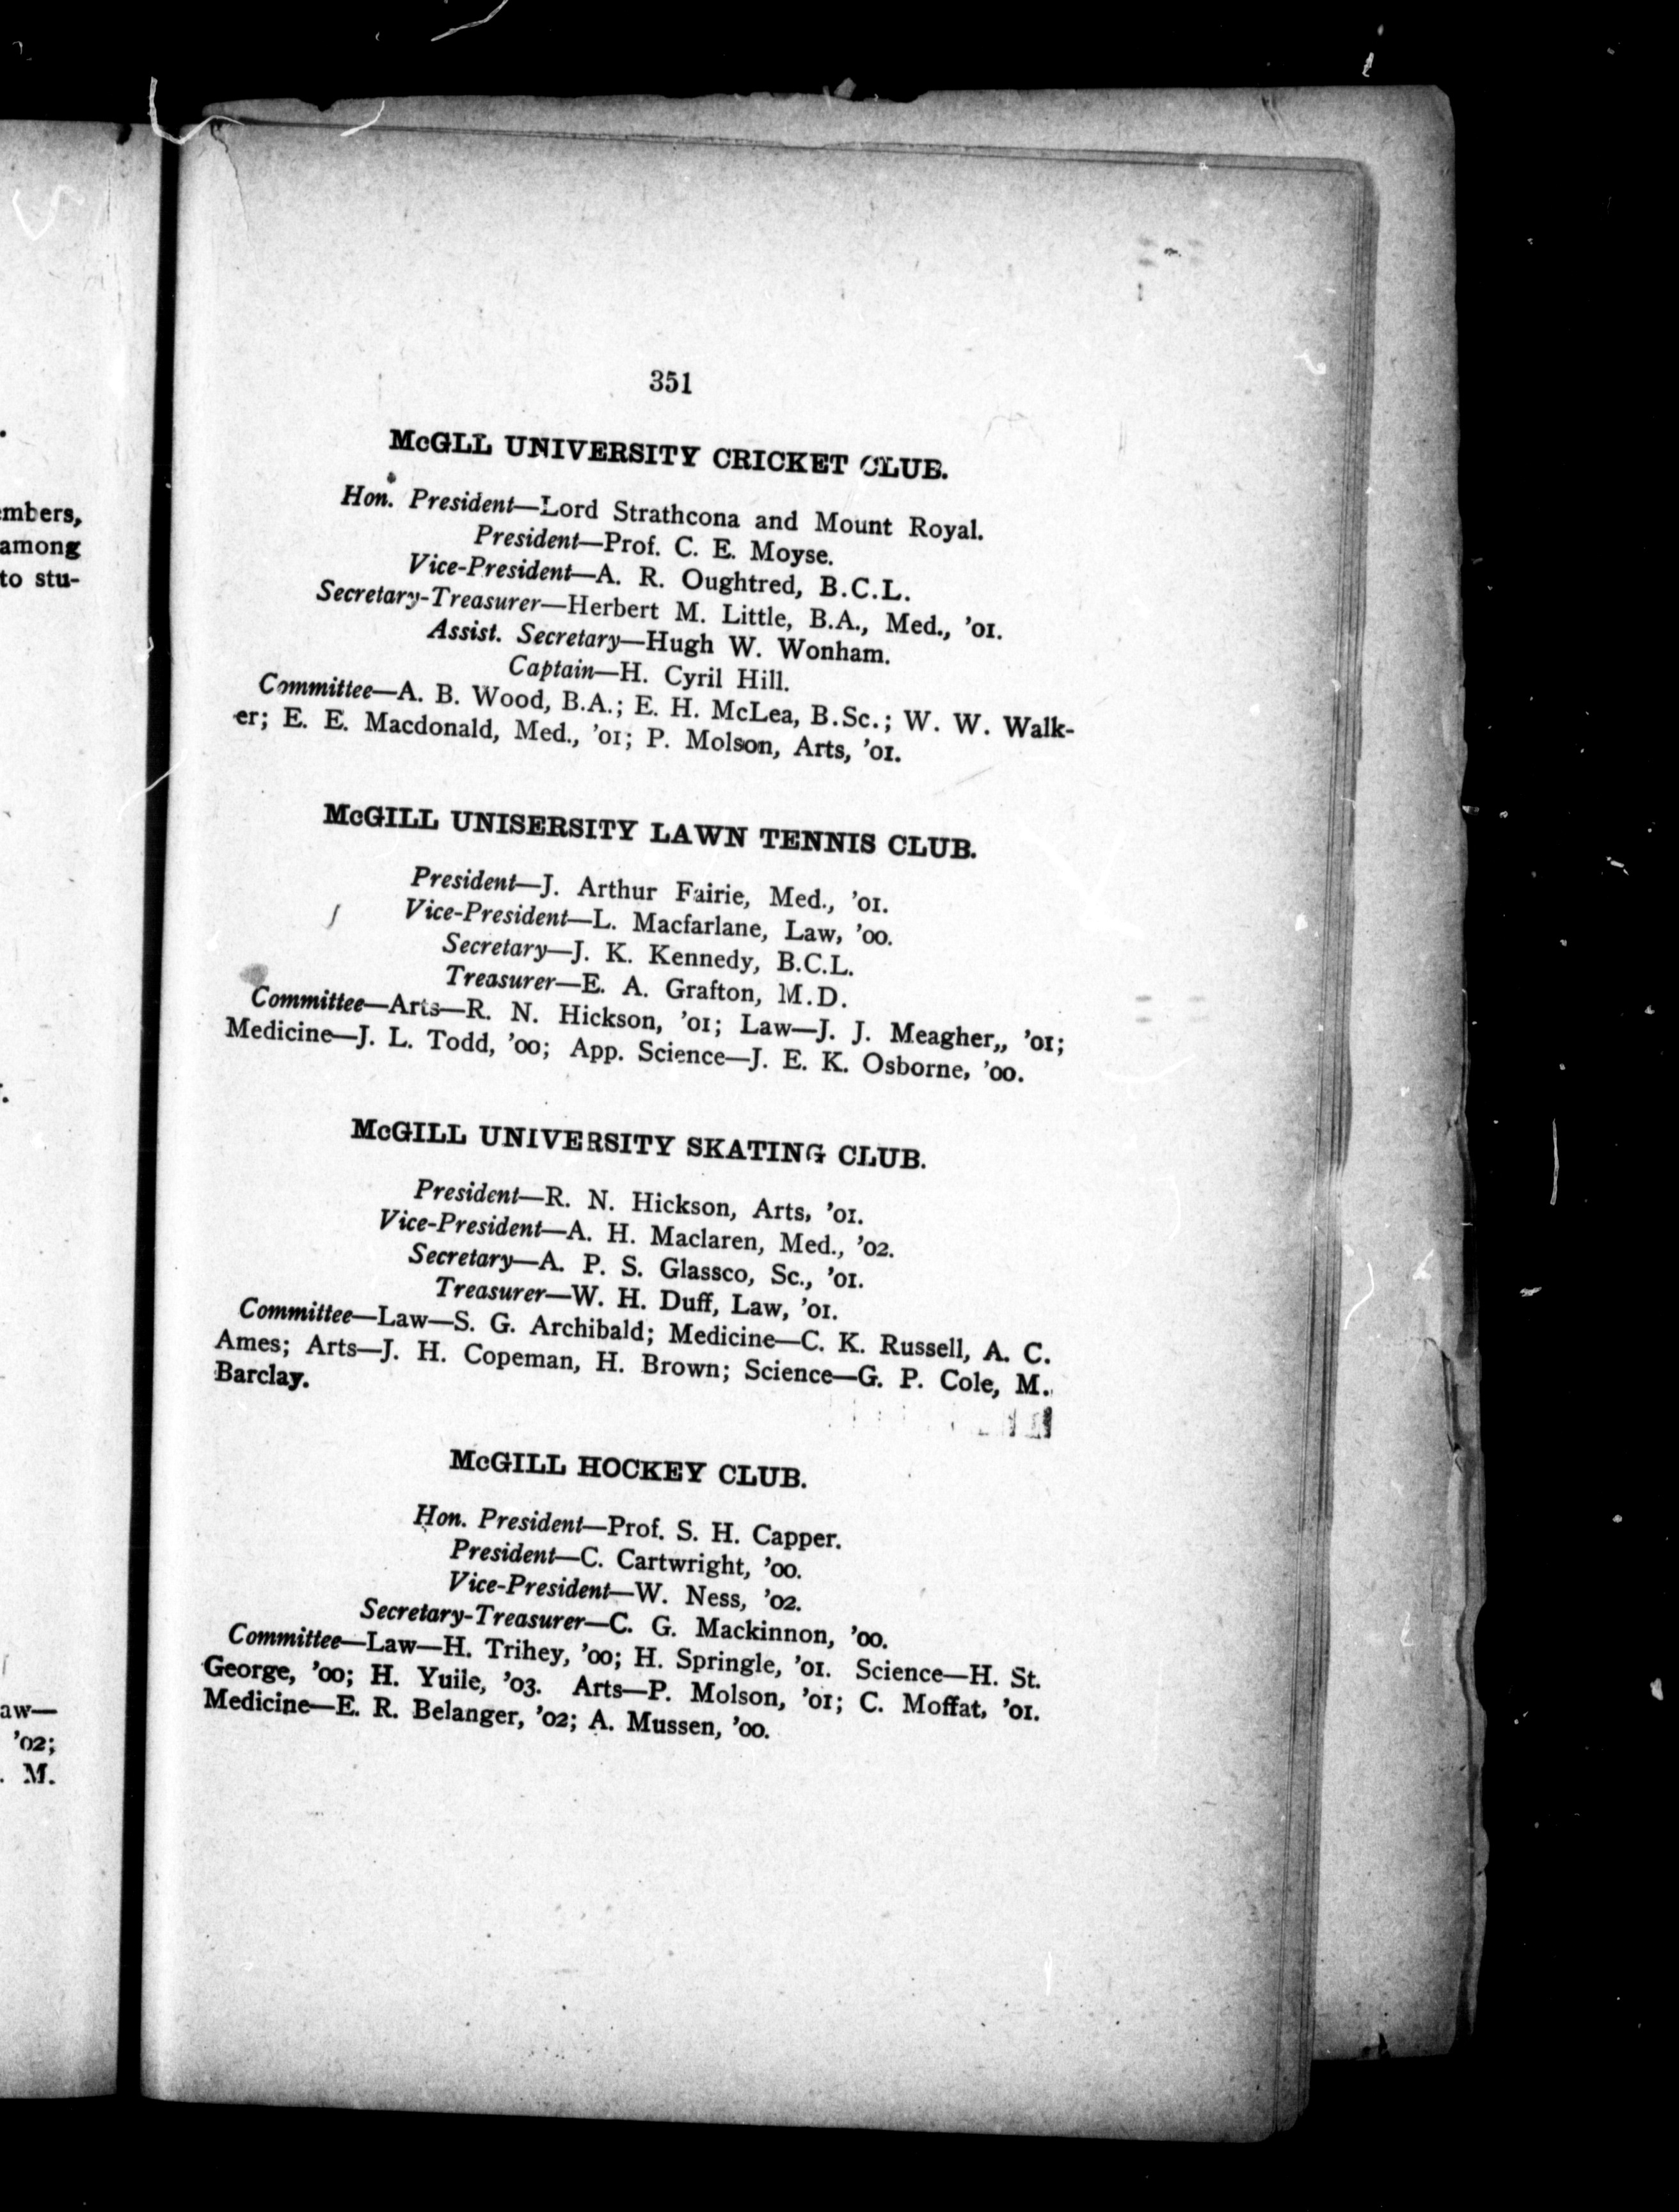 embers,
among
to stu-
aw—
'02;
. M.
351
McGLL UNIVERSITY CRICKET CLUB.
Hon. President—Lord Strathcona and Mount Royal.
President—Prof. C. E. Moyse.
Vice-President—A. R. Oughtred, B.C.L.
Secretary-Treasurer—Herbert M. Little, B.A., Med., '01.
Assist. Secretary—Hugh W. Wonham.
Captain—H. Cyril Hill.
Committee—A. B. Wood, B.A.; E. H. McLea, B.Sc.; W. W. Walk-
er; E. E. Macdonald, Med., '01; P. Molson, Arts, '01.
McGILL UNISERSITY LAWN TENNIS CLUB.
President—J. Arthur Fairie, Med., '01.
Vice-President—L. Macfarlane, Law, '00.
Secretary—J. K. Kennedy, B.C.L.
Treasurer—E. A. Grafton, M.D.
Committee—Arts—R. N. Hickson, '01; Law—J. J. Meagher,, '01;
Medicine—J. L. Todd, '00; App. Science—J. E. K. Osborne, '00.
McGILL UNIVERSITY SKATING CLUB.
President—R. N. Hickson, Arts, '01.
Vice-President—A. H. Maclaren, Med., '02.
Secretary—A. P. S. Glassco, Sc., '01.
Treasurer—W. H. Duff, Law, '01.
Committee—Law—S. G. Archibald; Medicine—C. K. Russell, A. C.
Ames; Arts—J. H. Copeman, H. Brown; Science—G. P. Cole, M.
Barclay.
McGILL HOCKEY CLUB.
Hon. President—Prof. S. H. Capper.
President—C. Cartwright, '00.
Vice-President—W. Ness, '02.
Secretary-Treasurer—C. G. Mackinnon, '00.
Committee—Law—H. Trihey, '00; H. Springle, '01. Science—H. St.
George, '00; H. Yuile, '03. Arts—P. Molson, '01; C. Moffat, '01.
Medicine—E. R. Belanger, '02; A. Mussen, '00.